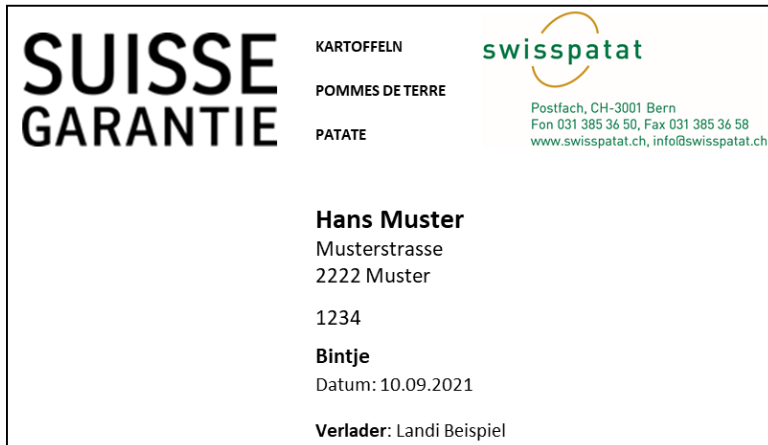 SUISSE
GARANTIE
KARTOFFELN
POMMES DE TERRE
PATATE
swisspatat
Postfach, CH-3001 Bern
Fon 031 385 36 50, Fax 031 385 36 58
www.swisspatat.ch, info@swisspatat.ch
Hans Muster
Musterstrasse
2222 Muster
1234
Bintje
Datum: 10.09.2021
Verlader: Landi Beispiel